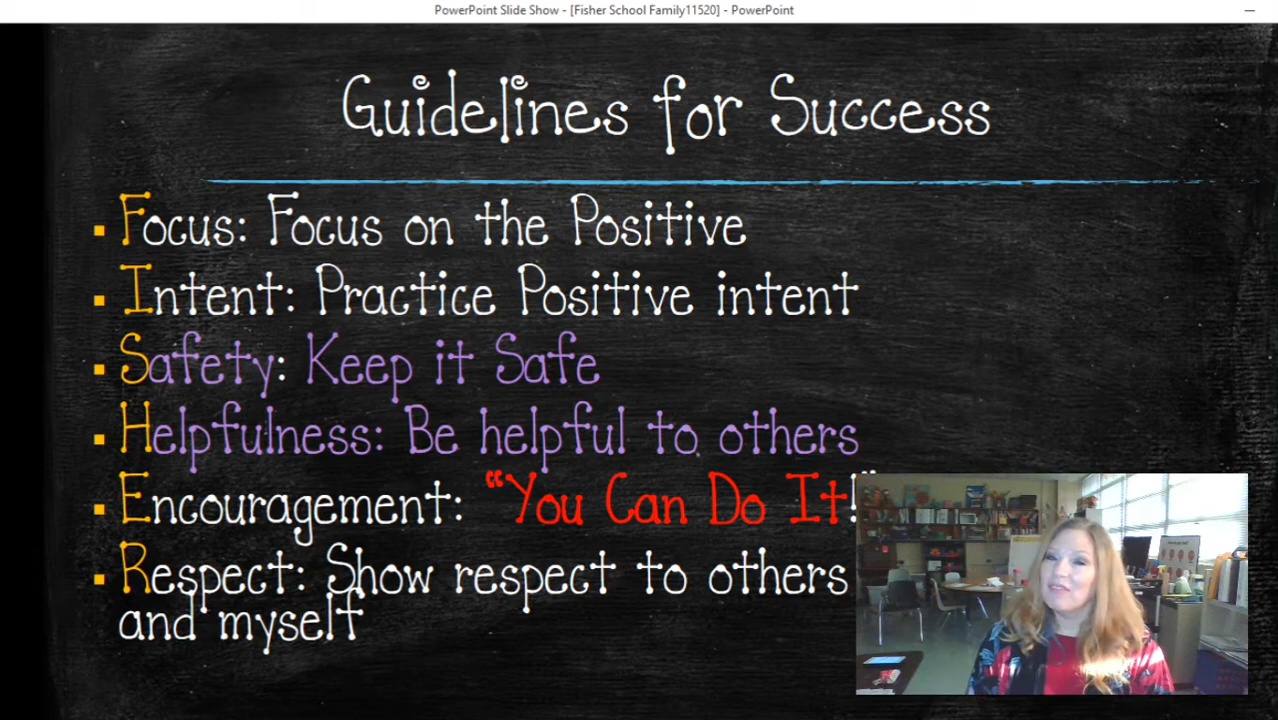 PowerPoint Slide Show - [Fisher School Family11520] - PowerPoint
Guidelines for Success
Focus: Focus on the Positive
Intent: Practice Positive intent
Safety: Keep it Safe
Helpfulness: Be helpful to others
Encouragement: “You Can Do It!”
Respect: Show respect to others
and myself